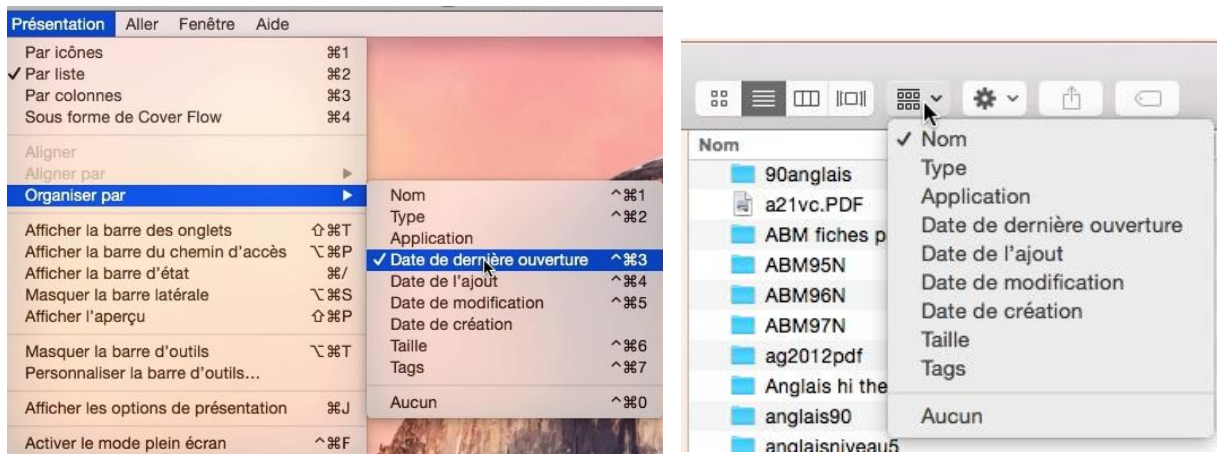 Présentation Aller Fenêtre Aide
Par icônes ⌘1
✓ Par liste ⌘2
Par colonnes ⌘3
Sous forme de Cover Flow ⌘4
Aligner
Aligner par ▶
Organiser par ▶
Afficher la barre des onglets ⇧⌘T
Afficher la barre du chemin d'accès ⌥⌘P
Afficher la barre d'état ⌘/
Masquer la barre latérale ⌥⌘S
Afficher l'aperçu ⇧⌘P
Masquer la barre d'outils ⌥⌘T
Personnaliser la barre d'outils...
Afficher les options de présentation ⌘J
Activer le mode plein écran ^⌘F
Nom ^⌘1
Type ^⌘2
Application
✓ Date de dernière ouverture ^⌘3
Date de l'ajout ^⌘4
Date de modification ^⌘5
Date de création
Taille ^⌘6
Tags ^⌘7
Aucun ^⌘0
Nom
90anglais
a21vc.PDF
ABM fiches p
ABM95N
ABM96N
ABM97N
ag2012pdf
Anglais hi the
anglais90
anglaisniveau5
✓ Nom
Type
Application
Date de dernière ouverture
Date de l'ajout
Date de modification
Date de création
Taille
Tags
Aucun